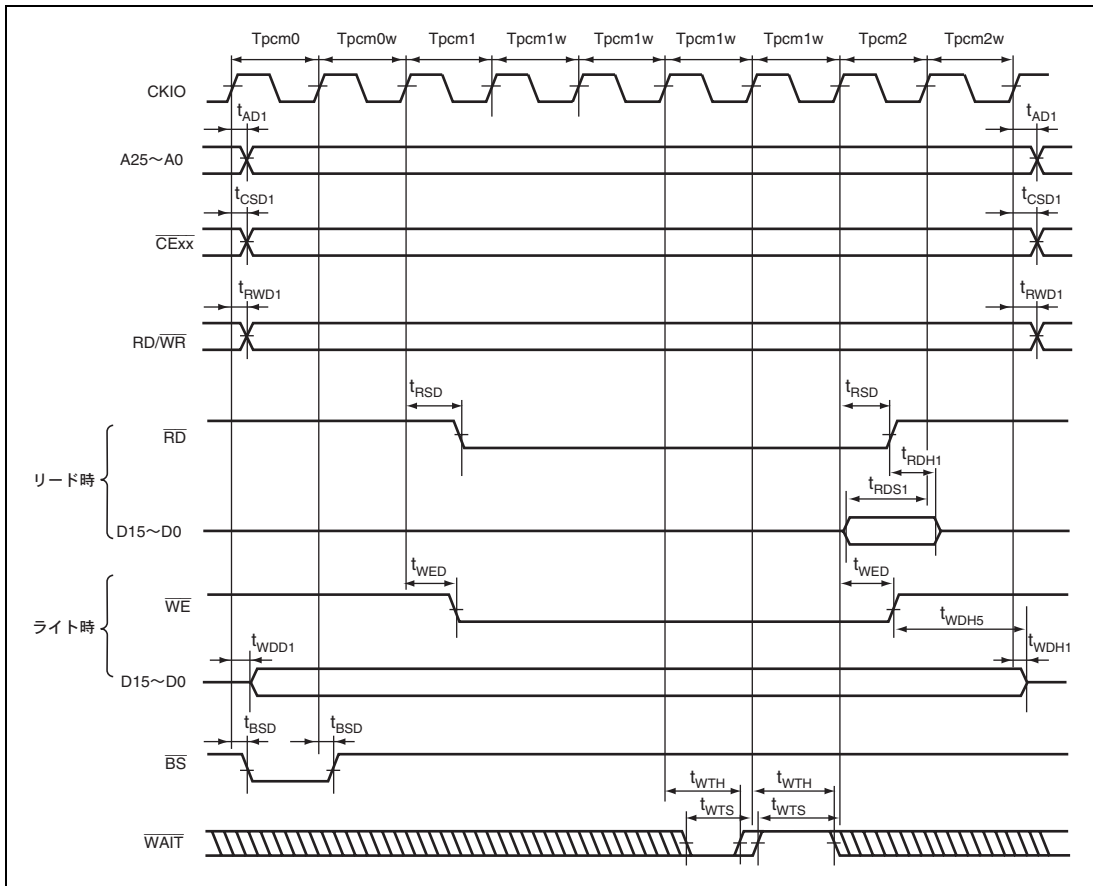 Tpcm0 Tpcm0w Tpcm1 Tpcm1w Tpcm1w Tpcm1w Tpcm1w Tpcm2 Tpcm2w
CKIO
tAD1 tAD1
A25～A0
tCSD1 tCSD1
CExx
tRWD1 tRWD1
RD/WR
tRSD tRSD
RD
tRDH1
リード時
tRDS1
D15～D0
tWED tWED
WE
tWDH5
ライト時
tWDD1 tWDH1
D15～D0
tBSD tBSD
BS
tWTH tWTH
tWTS tWTS
WAIT